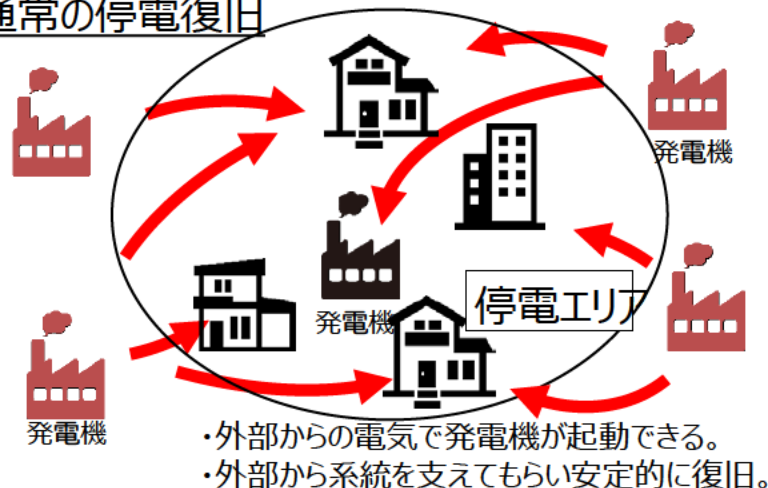 通常の停電復旧
発電機
発電機
停電エリア
発電機
・外部からの電気で発電機が起動できる。
・外部から系統を支えてもらい安定的に復旧。